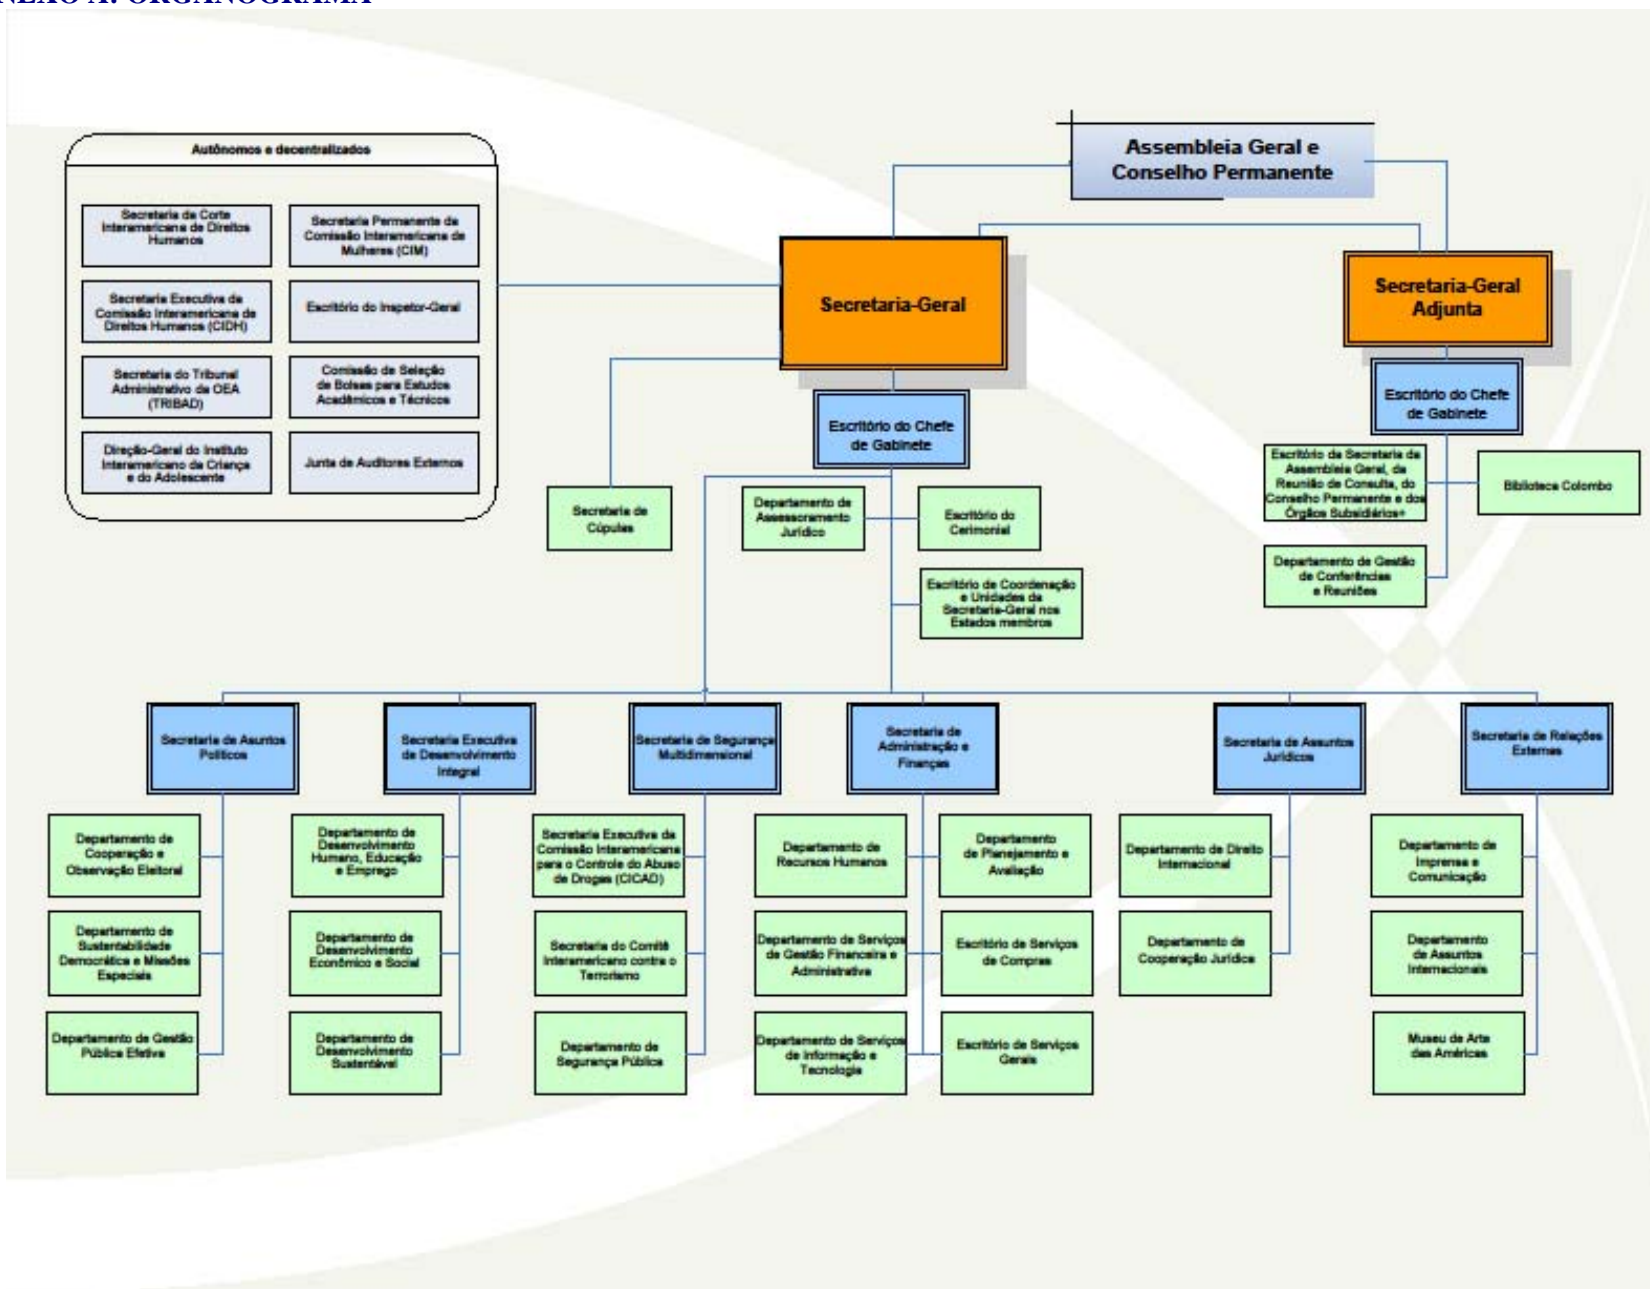 NEXO A: ORGANOGRAMA
Assembleia Geral e
Conselho Permanente
Autônomos e decentralizados
Secretaria da Corte
Interamericana de Direitos
Humanos
Secretaria Permanente da
Comissão Interamericana de
Mulheres (CIM)
Secretaria Executiva da
Comissão Interamericana de
Direitos Humanos (CIDH)
Escritório do Inspetor-Geral
Secretaria do Tribunal
Administrativo da OEA
(TRIBAD)
Comissão de Seleção
de Bolsas para Estudos
Acadêmicos e Técnicos
Direção-Geral do Instituto
Interamericano da Criança
e do Adolescente
Junta de Auditores Externos
Secretaria-Geral
Secretaria-Geral
Adjunta
Escritório do Chefe
de Gabinete
Escritório do Chefe
de Gabinete
Secretaria de
Cúpulas
Departamento de
Assessoramento
Jurídico
Escritório do
Cerimonial
Escritório de Coordenação
e Unidades da
Secretaria-Geral nos
Estados membros
Escritório da Secretaria da
Assembleia Geral, da
Reunião de Consulta, do
Conselho Permanente e dos
Órgãos Subsidiários+
Biblioteca Colombo
Departamento de Gestão
de Conferências
e Reuniões
Secretaria de Asuntos
Políticos
Secretaria Executiva
de Desenvolvimento
Integral
Secretaria de Segurança
Multidimensional
Secretaria de
Administração e
Finanças
Secretaria de Assuntos
Jurídicos
Secretaria de Relações
Externas
Departamento de
Cooperação e
Observação Eleitoral
Departamento de
Desenvolvimento
Humano, Educação
e Emprego
Secretaria Executiva da
Comissão Interamericana
para o Controle do Abuso
de Drogas (CICAD)
Departamento de
Recursos Humanos
Departamento
de Planejamento e
Avaliação
Departamento de Direito
Internacional
Departamento de
Imprensa e
Comunicação
Departamento de
Sustentabilidade
Democrática e Missões
Especiais
Departamento de
Desenvolvimento
Econômico e Social
Secretaria do Comitê
Interamericano contra o
Terrorismo
Departamento de Serviços
de Gestão Financeira e
Administrativa
Escritório de Serviços
de Compras
Departamento de
Cooperação Jurídica
Departamento
de Assuntos
Internacionais
Departamento de Gestão
Pública Efetiva
Departamento de
Desenvolvimento
Sustentável
Departamento de
Segurança Pública
Departamento de Serviços
de Informação e
Tecnologia
Escritório de Serviços
Gerais
Museu de Arte
das Américas